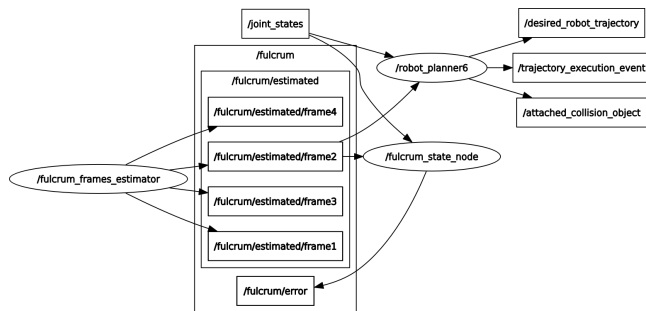 /joint_states
/desired_robot_trajectory
/fulcrum
/robot_planner6
/trajectory_execution_event
/fulcrum/estimated
/fulcrum/estimated/frame4
/attached_collision_object
/fulcrum/estimated/frame2
/fulcrum_state_node
/fulcrum_frames_estimator
/fulcrum/estimated/frame3
/fulcrum/estimated/frame1
/fulcrum/error